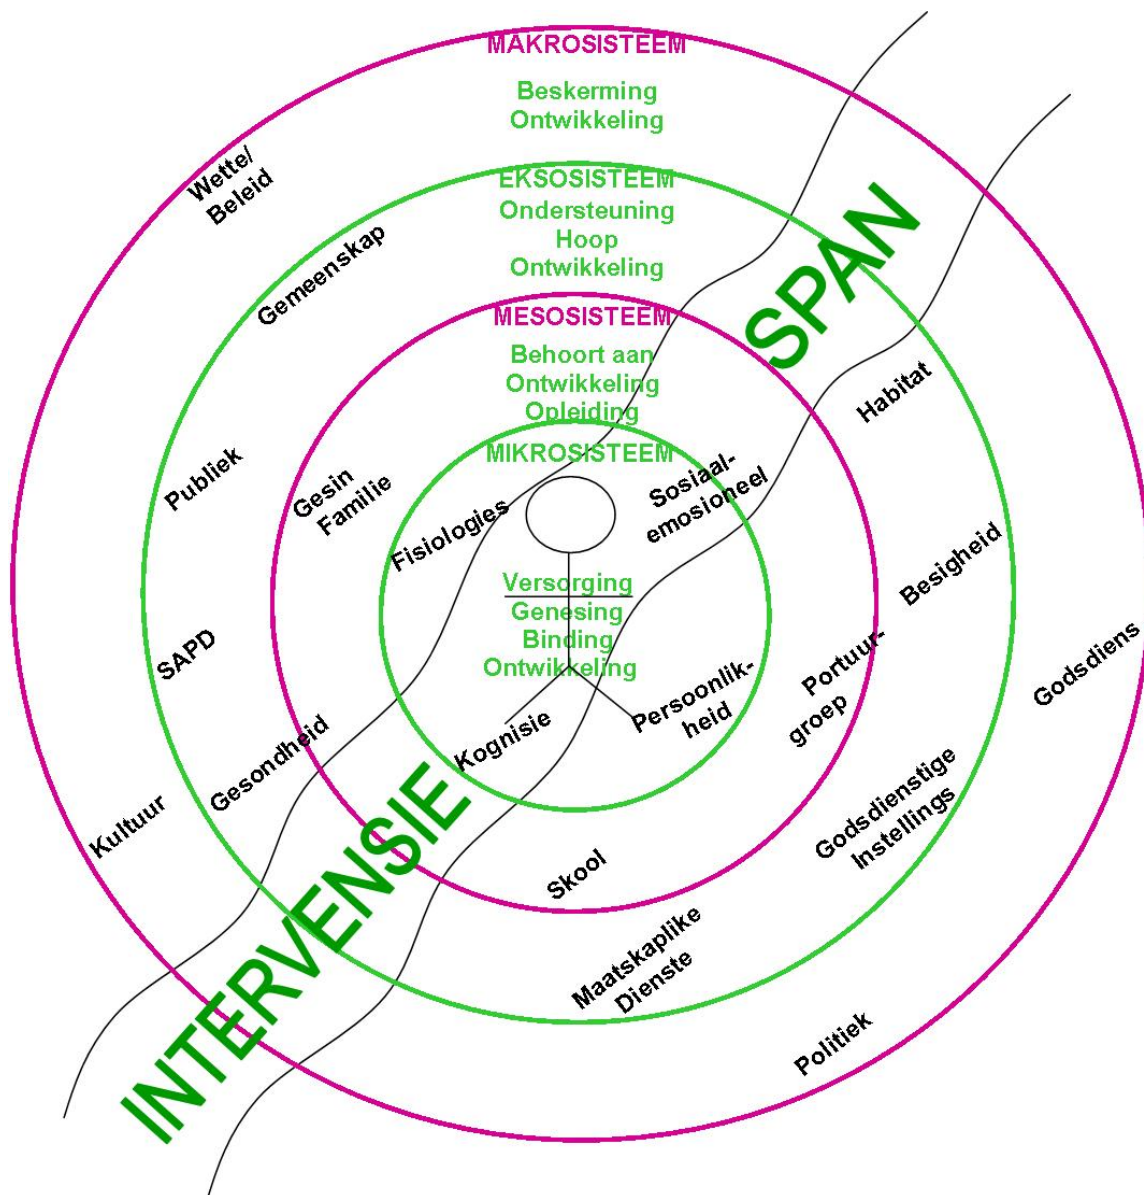 MAKROSISTEEM
Beskerming
Ontwikkeling
Wette/
Beleid
EKSOSISTEEM
Ondersteuning
Hoop
Ontwikkeling
Gemeenskap
SPAN
MESOSISTEEM
Behoort aan
Ontwikkeling
Opleiding
Habitat
MIKROSISTEEM
Publiek
Gesin
Familie
Fisiologies
Sosiaal-
emosioneel
Besigheid
Versorging
Genesing
Binding
Ontwikkeling
SAPD
Portuur-
groep
Godsdiens
Persoonlik-
heid
Kognisie
Gesondheid
Kultuur
Godsdienstige
Instellings
INTERVENSIE
Skool
Maatskaplike
Dienste
Politiek